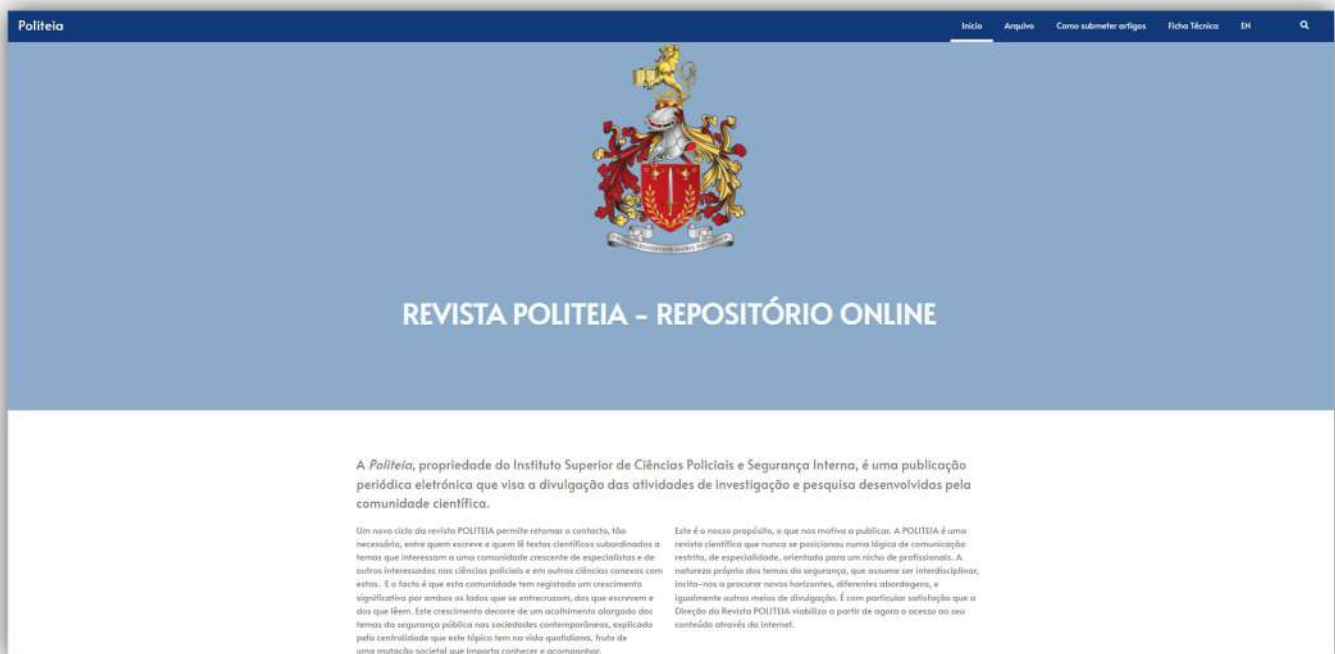 Politeia
Início Arquivo Como submeter artigos Ficha Técnica EN
REVISTA POLITEIA - REPOSITÓRIO ONLINE
A Politeia, propriedade do Instituto Superior de Ciências Policiais e Segurança Interna, é uma publicação
periódica eletrónica que visa a divulgação das atividades de investigação e pesquisa desenvolvidas pela
comunidade científica.
Um novo ciclo da revista POLITEIA permite retomar o contacto, tão
necessário, entre quem escreve e quem lê textos científicos subordinados a
temas que interessam a uma comunidade crescente de especialistas e de
outros interessados nas ciências policiais e em outras ciências conexas com
estas. E o facto é que esta comunidade tem registado um crescimento
significativo por ambos os lados que se entrecruzam, dos que escrevem e
dos que lêem. Este crescimento decorre de um acolhimento alargado dos
temas da segurança pública nas sociedades contemporâneas, explicado
pela centralidade que este tópico tem na vida quotidiana, fruto de
uma mutação societal que importa conhecer e acompanhar.
Este é o nosso propósito, o que nos motiva a publicar. A POLITEIA é uma
revista científica que nunca se posicionou numa lógica de comunicação
restrita, de especialidade, orientada para um nicho de profissionais. A
natureza própria dos temas da segurança, que assume ser interdisciplinar,
incita-nos a procurar novos horizontes, diferentes abordagens, e
igualmente outros meios de divulgação. É com particular satisfação que a
Direção da Revista POLITEIA viabiliza a partir de agora o acesso ao seu
conteúdo através da internet.